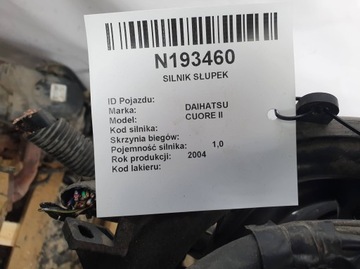 N193460
SILNIK SŁUPEK
ID Pojazdu:
Marka: DAIHATSU
Model: CUORE II
Kod silnika:
Skrzynia biegów:
Pojemność silnika: 1,0
Rok produkcji: 2004
Kod lakieru: